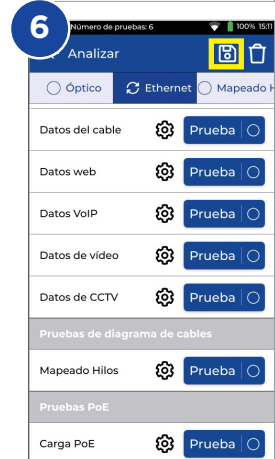 6
Número de pruebas: 6 100% 15:11
Analizar
Óptico Ethernet Mapeado H
Datos del cable Prueba
Datos web Prueba
Datos VoIP Prueba
Datos de vídeo Prueba
Datos de CCTV Prueba
Pruebas de diagrama de cables
Mapeado Hilos Prueba
Pruebas PoE
Carga PoE Prueba